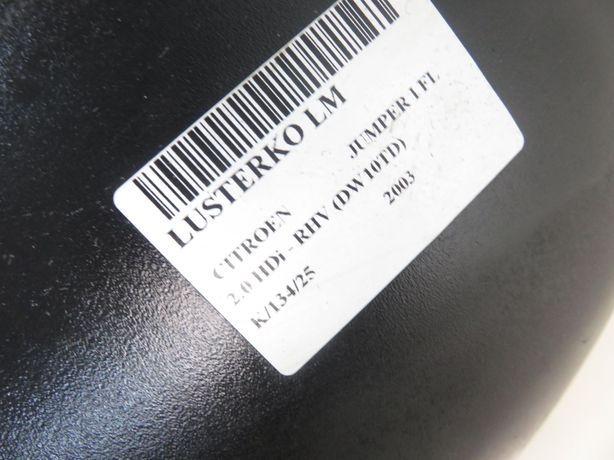 LUSTERKO LM
CITROEN JUMPER I FL
2.0 HDi - RHV (DW10TD)
K/134/25 2003